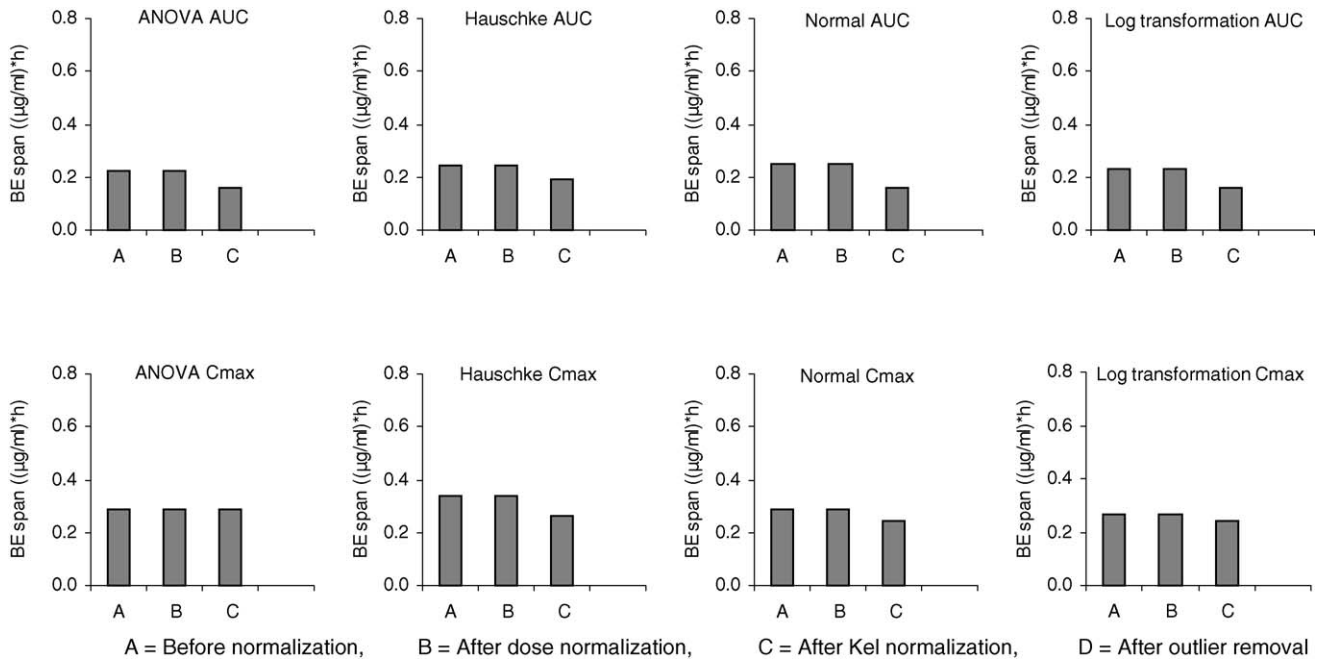 ANOVA AUC
BE span ((µg/ml)*h)
0.8
0.6
0.4
0.2
0.0
A B C
Hauschke AUC
BE span ((µg/ml)*h)
0.8
0.6
0.4
0.2
0.0
A B C
Normal AUC
BE span ((µg/ml)*h)
0.8
0.6
0.4
0.2
0.0
A B C
Log transformation AUC
BE span ((µg/ml)*h)
0.8
0.6
0.4
0.2
0.0
A B C
ANOVA Cmax
BE span ((µg/ml)*h)
0.8
0.6
0.4
0.2
0.0
A B C
Hauschke Cmax
BE span ((µg/ml)*h)
0.8
0.6
0.4
0.2
0.0
A B C
Normal Cmax
BE span ((µg/ml)*h)
0.8
0.6
0.4
0.2
0.0
A B C
Log transformation Cmax
BE span ((µg/ml)*h)
0.8
0.6
0.4
0.2
0.0
A B C
A = Before normalization, B = After dose normalization, C = After Kel normalization, D = After outlier removal